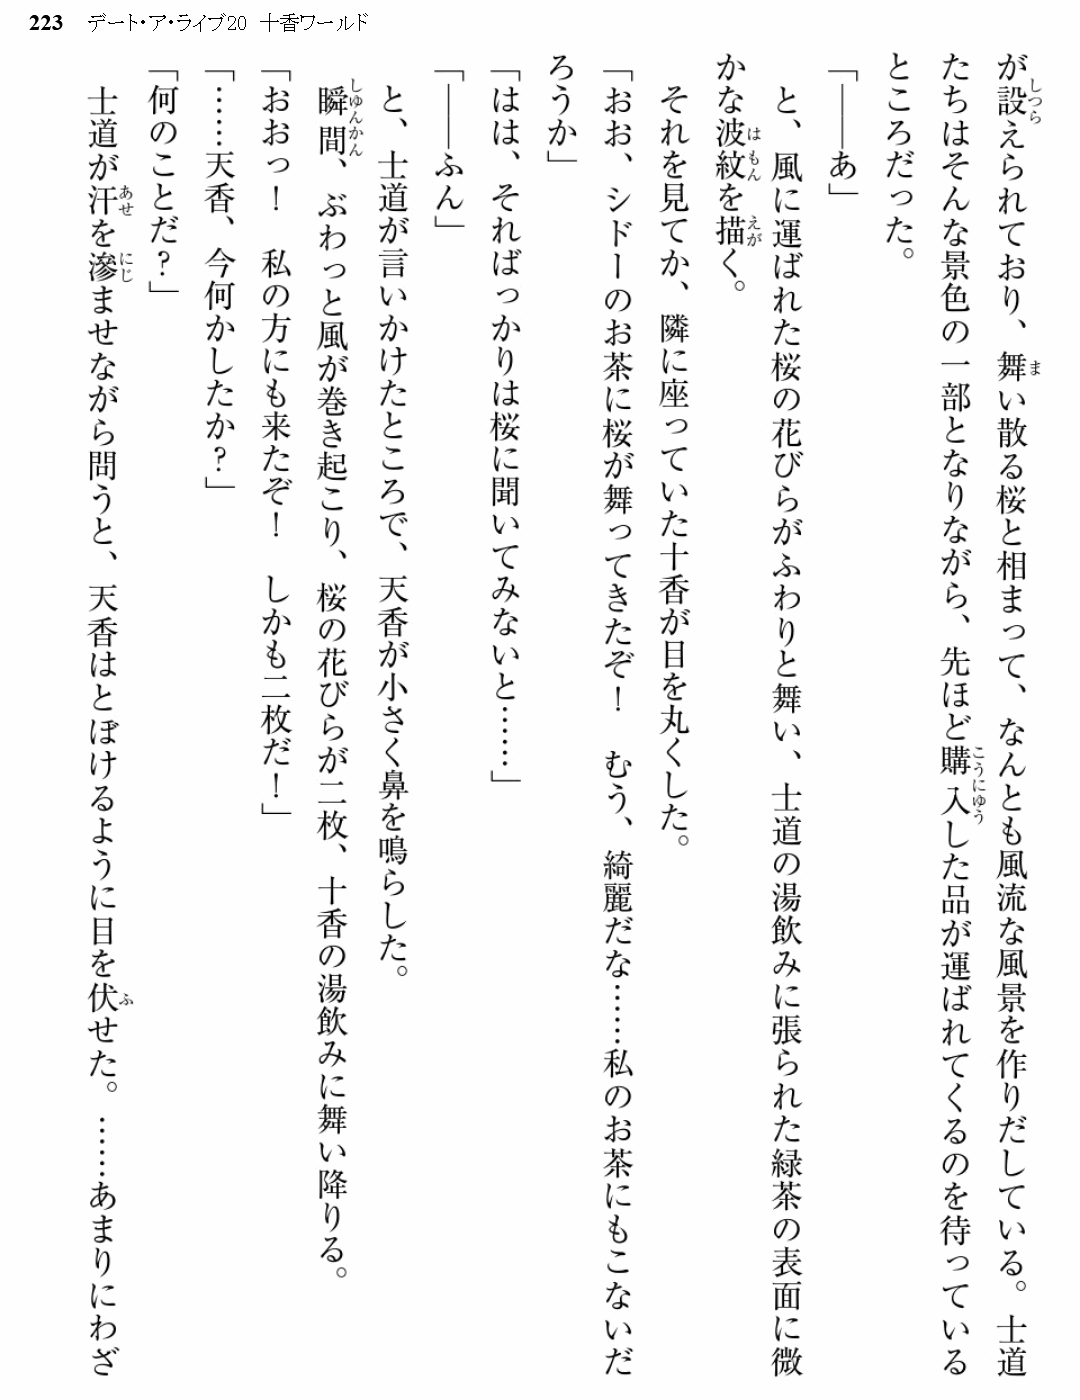 223 デート・ア・ライブ20 十香ワールド
が設えられており、舞い散る桜と相まって、なんとも風流な風景を作りだしている。士道
たちはそんな景色の一部となりながら、先ほど購入した品が運ばれてくるのを待っている
ところだった。
「――あ」
と、風に運ばれた桜の花びらがふわりと舞い、士道の湯飲みに張られた緑茶の表面に微
かな波紋を描く。
それを見てか、隣に座っていた十香が目を丸くした。
「おお、シドーのお茶に桜が舞ってきたぞ！　むう、綺麗だな……私のお茶にもこないだ
ろうか」
「はは、そればっかりは桜に聞いてみないと……」
「――ふん」
と、士道が言いかけたところで、天香が小さく鼻を鳴らした。
瞬間、ぶわっと風が巻き起こり、桜の花びらが二枚、十香の湯飲みに舞い降りる。
「おおっ！　私の方にも来たぞ！　しかも二枚だ！」
「……天香、今何かしたか？」
「何のことだ？」
士道が汗を滲ませながら問うと、天香はとぼけるように目を伏せた。……あまりにわざ